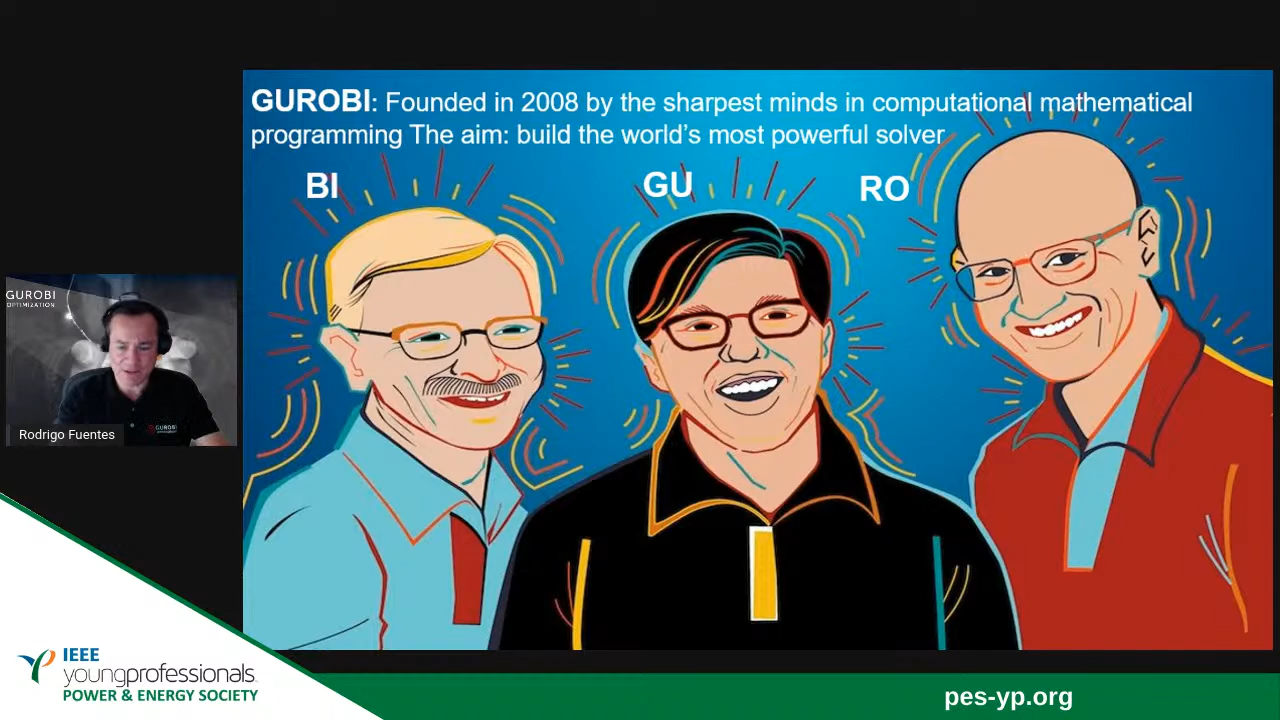 GUROBI: Founded in 2008 by the sharpest minds in computational mathematical
programming The aim: build the world's most powerful solver
BI
GU
RO
GUROBI
OPTIMIZATION
GUROBI
Rodrigo Fuentes
IEEE
youngprofessionals
POWER & ENERGY SOCIETY
pes-yp.org